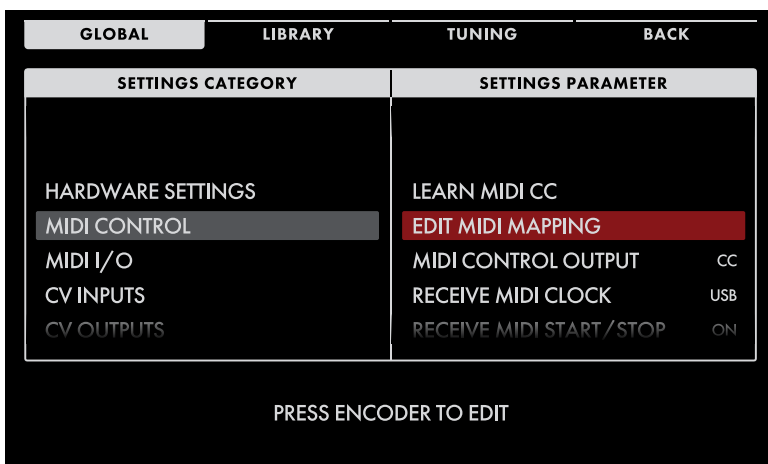 GLOBAL LIBRARY TUNING BACK
SETTINGS CATEGORY SETTINGS PARAMETER
HARDWARE SETTINGS LEARN MIDI CC
MIDI CONTROL EDIT MIDI MAPPING
MIDI I/O MIDI CONTROL OUTPUT CC
CV INPUTS RECEIVE MIDI CLOCK USB
CV OUTPUTS RECEIVE MIDI START/STOP ON
PRESS ENCODER TO EDIT